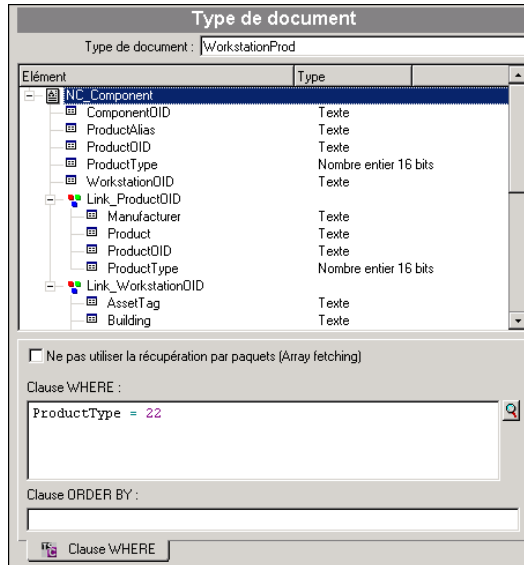 Type de document
Type de document : WorkstationProd
Elément Type
NC_Component
ComponentOID Texte
ProductAlias Texte
ProductOID Texte
ProductType Nombre entier 16 bits
WorkstationOID Texte
Link_ProductOID
Manufacturer Texte
Product Texte
ProductOID Texte
ProductType Nombre entier 16 bits
Link_WorkstationOID
AssetTag Texte
Building Texte
Ne pas utiliser la récupération par paquets (Array fetching)
Clause WHERE :
ProductType = 22
Clause ORDER BY :
Clause WHERE